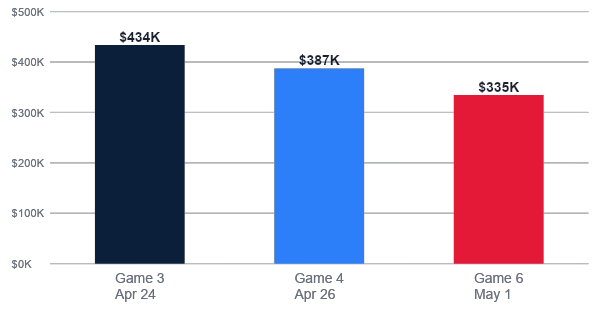 $500K
$400K
$300K
$200K
$100K
$0K
$434K
$387K
$335K
Game 3
Apr 24
Game 4
Apr 26
Game 6
May 1